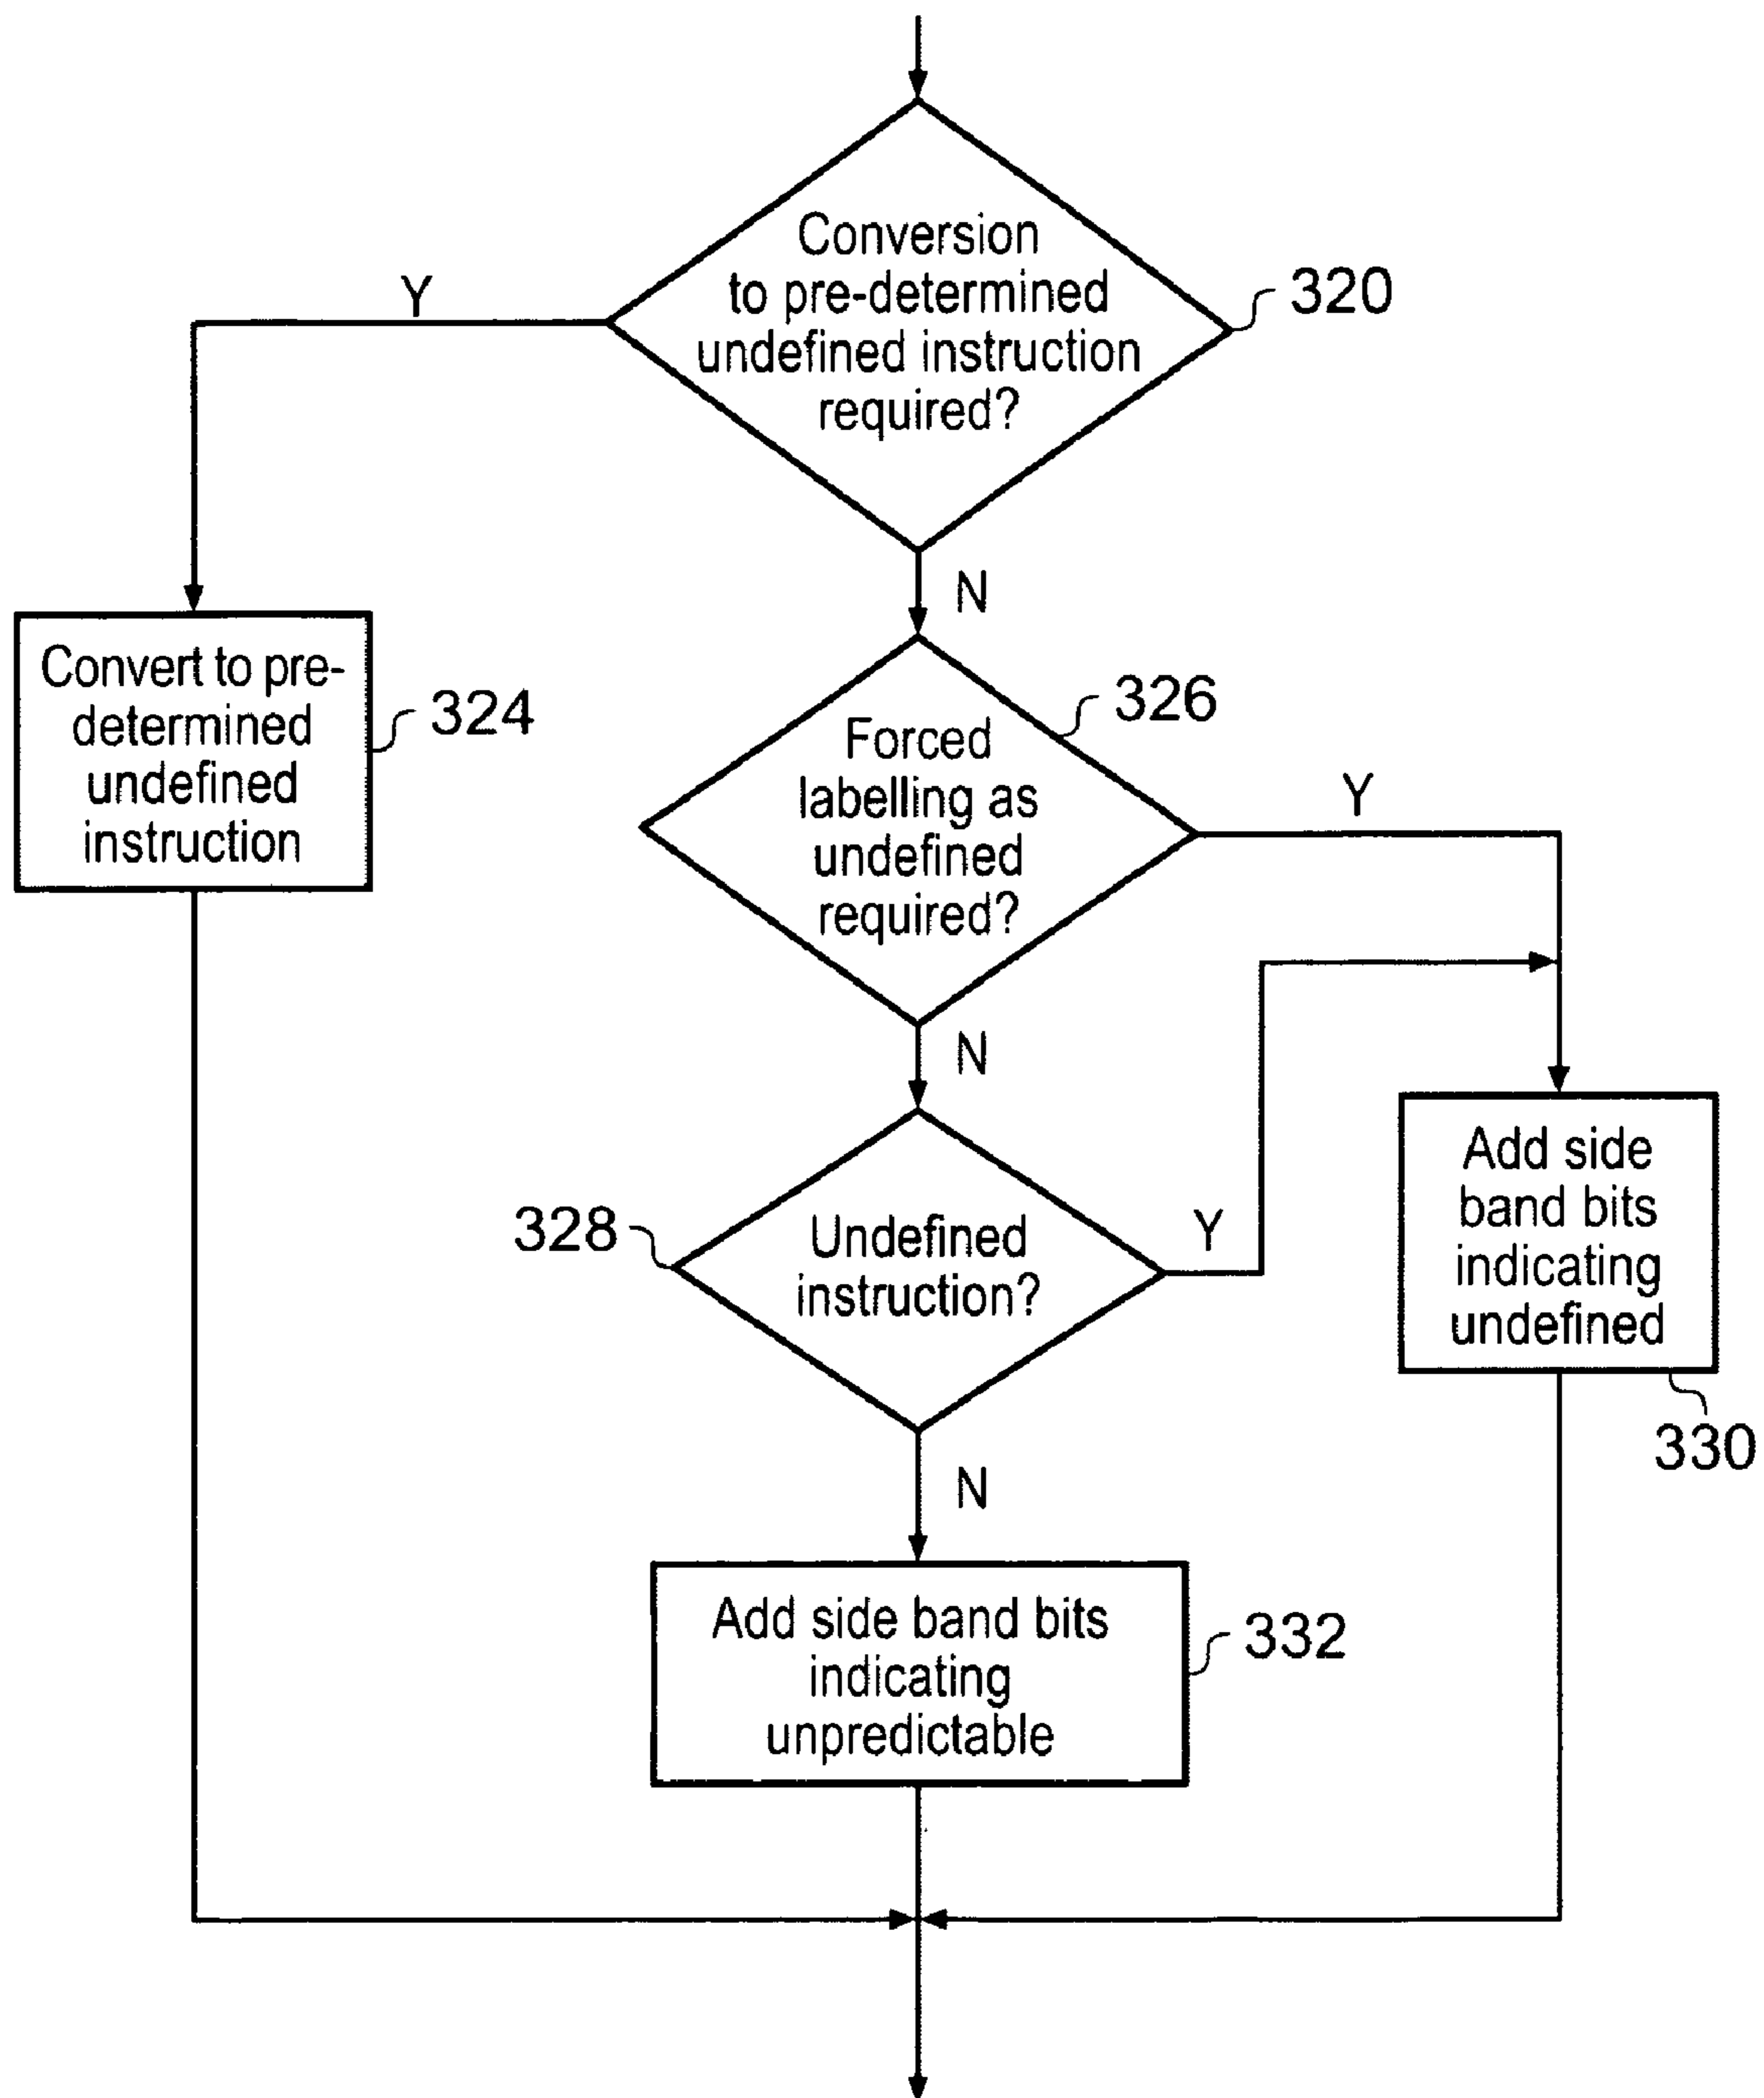 Conversion
to pre-determined
undefined instruction
required?
320
Y
N
Convert to pre-
determined
undefined
instruction
324
Forced
labelling as
undefined
required?
326
Y
N
Undefined
instruction?
328
Y
N
Add side
band bits
indicating
undefined
330
Add side band bits
indicating
unpredictable
332